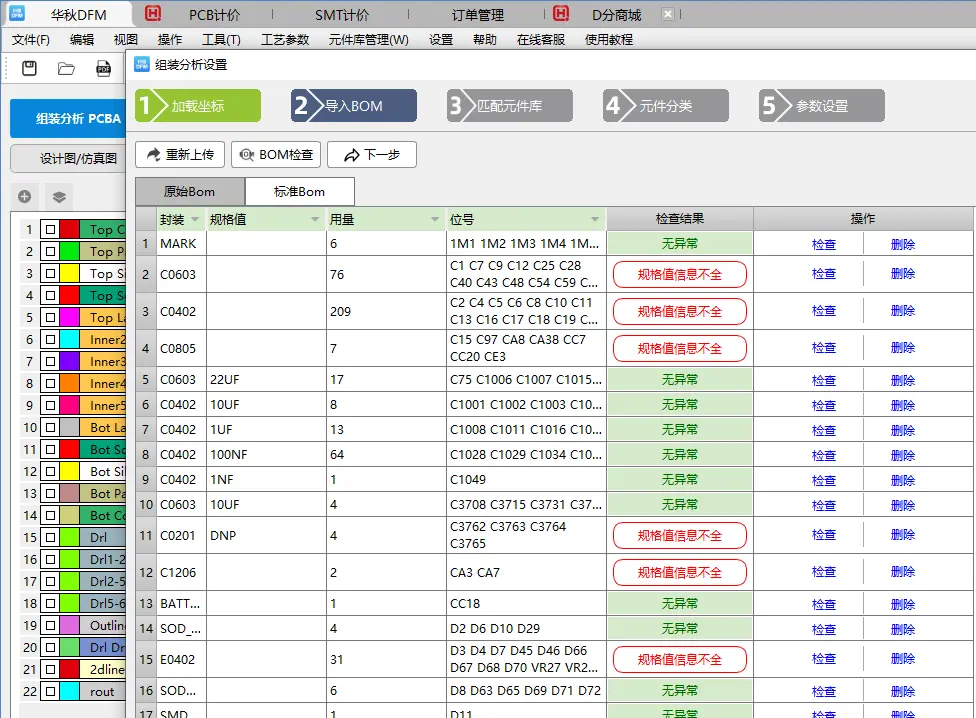 华秋DFM PCB计价 SMT计价 订单管理 D分商城
文件(F) 编辑 视图 操作 工具(T) 工艺参数 元件库管理(W) 设置 帮助 在线客服 使用教程
组装分析设置
1 加载坐标 2 导入BOM 3 匹配元件库 4 元件分类 5 参数设置
组装分析 PCBA
设计图/仿真图
重新上传 BOM检查 下一步
原始Bom 标准Bom
封装 规格值 用量 位号 检查结果 操作
1 MARK 6 1M1 1M2 1M3 1M4 1M... 无异常 检查 删除
2 C0603 76 C1 C7 C9 C12 C25 C28 规格值信息不全 检查 删除
C40 C43 C48 C54 C59 C...
3 C0402 209 C2 C4 C5 C6 C8 C10 C11 规格值信息不全 检查 删除
C13 C16 C17 C18 C19 C...
4 C0805 7 C15 C97 CA8 CA38 CC7 规格值信息不全 检查 删除
CC20 CE3
5 C0603 22UF 17 C75 C1006 C1007 C1015... 无异常 检查 删除
6 C0402 10UF 8 C1001 C1002 C1003 C10... 无异常 检查 删除
7 C0402 1UF 13 C1008 C1011 C1016 C10... 无异常 检查 删除
8 C0402 100NF 64 C1028 C1029 C1034 C10... 无异常 检查 删除
9 C0402 1NF 1 C1049 无异常 检查 删除
10 C0603 10UF 4 C3708 C3715 C3731 C37... 无异常 检查 删除
11 C0201 DNP 4 C3762 C3763 C3764 规格值信息不全 检查 删除
C3765
12 C1206 2 CA3 CA7 规格值信息不全 检查 删除
13 BATT... 1 CC18 无异常 检查 删除
14 SOD_... 4 D2 D6 D10 D29 无异常 检查 删除
15 E0402 31 D3 D4 D7 D45 D46 D66 规格值信息不全 检查 删除
D67 D68 D70 VR27 VR2...
16 SOD... 6 D8 D63 D65 D69 D71 D72 无异常 检查 删除
17 SMD 1 D11 无异常 检查 删除
1 Top C
2 Top P
3 Top Si
4 Top So
5 Top La
6 Inner2
7 Inner3
8 Inner4
9 Inner5
10 Bot La
11 Bot So
12 Bot Si
13 Bot Pa
14 Bot Co
15 Drl
16 Drl1-2
17 Drl2-5
18 Drl5-6
19 Outlin
20 Drl Dr
21 2dline
22 rout